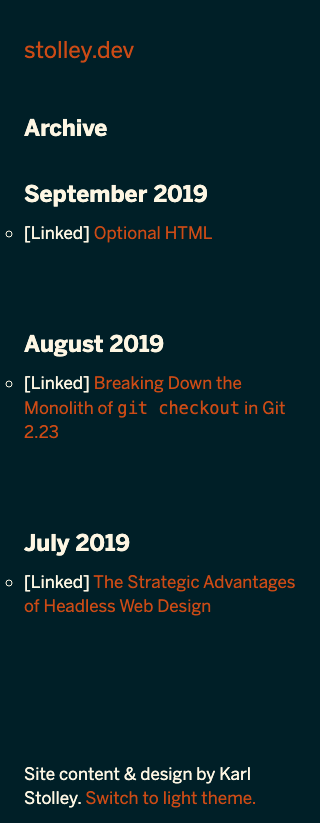 stolley.dev
Archive
September 2019
[Linked] Optional HTML
August 2019
[Linked] Breaking Down the
Monolith of git checkout in Git
2.23
July 2019
[Linked] The Strategic Advantages
of Headless Web Design
Site content & design by Karl
Stolley. Switch to light theme.